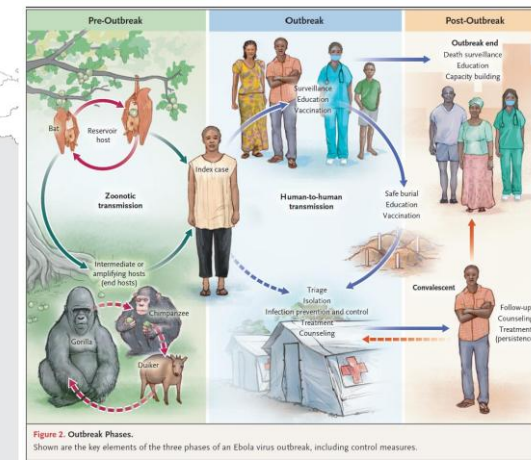 Pre-Outbreak
Outbreak
Post-Outbreak
Bat
Reservoir
host
Zoonotic
transmission
Intermediate or
amplifying hosts
(end hosts)
Gorilla
Chimpanzee
Duiker
Index case
Surveillance
Education
Vaccination
Human-to-human
transmission
Safe burial
Education
Vaccination
Triage
Isolation
Infection prevention and control
Treatment
Counseling
Outbreak end
Death surveillance
Education
Capacity building
Convalescent
Follow-up
Counseling
Treatment
(persistence
Figure 2. Outbreak Phases.
Shown are the key elements of the three phases of an Ebola virus outbreak, including control measures.